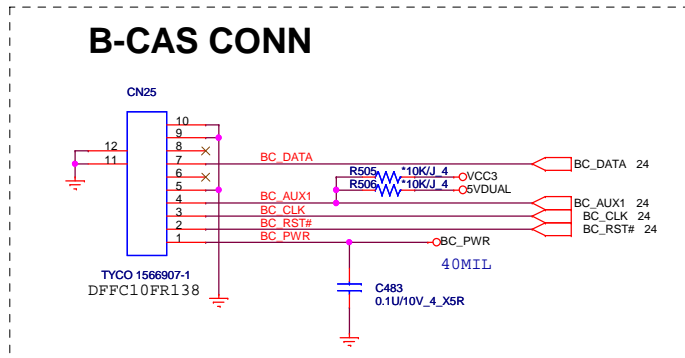 B-CAS CONN
CN25
10
9
8
7
6
5
4
3
2
1
12
11
BC_DATA
BC_AUX1
BC_CLK
BC_RST#
BC_PWR
R505 *10K/J_4 VCC3
R506 *10K/J_4 5VDUAL
BC_DATA 24
BC_AUX1 24
BC_CLK 24
BC_RST# 24
BC_PWR
40MIL
TYCO 1566907-1
DFFC10FR138
C483
0.1U/10V_4_X5R